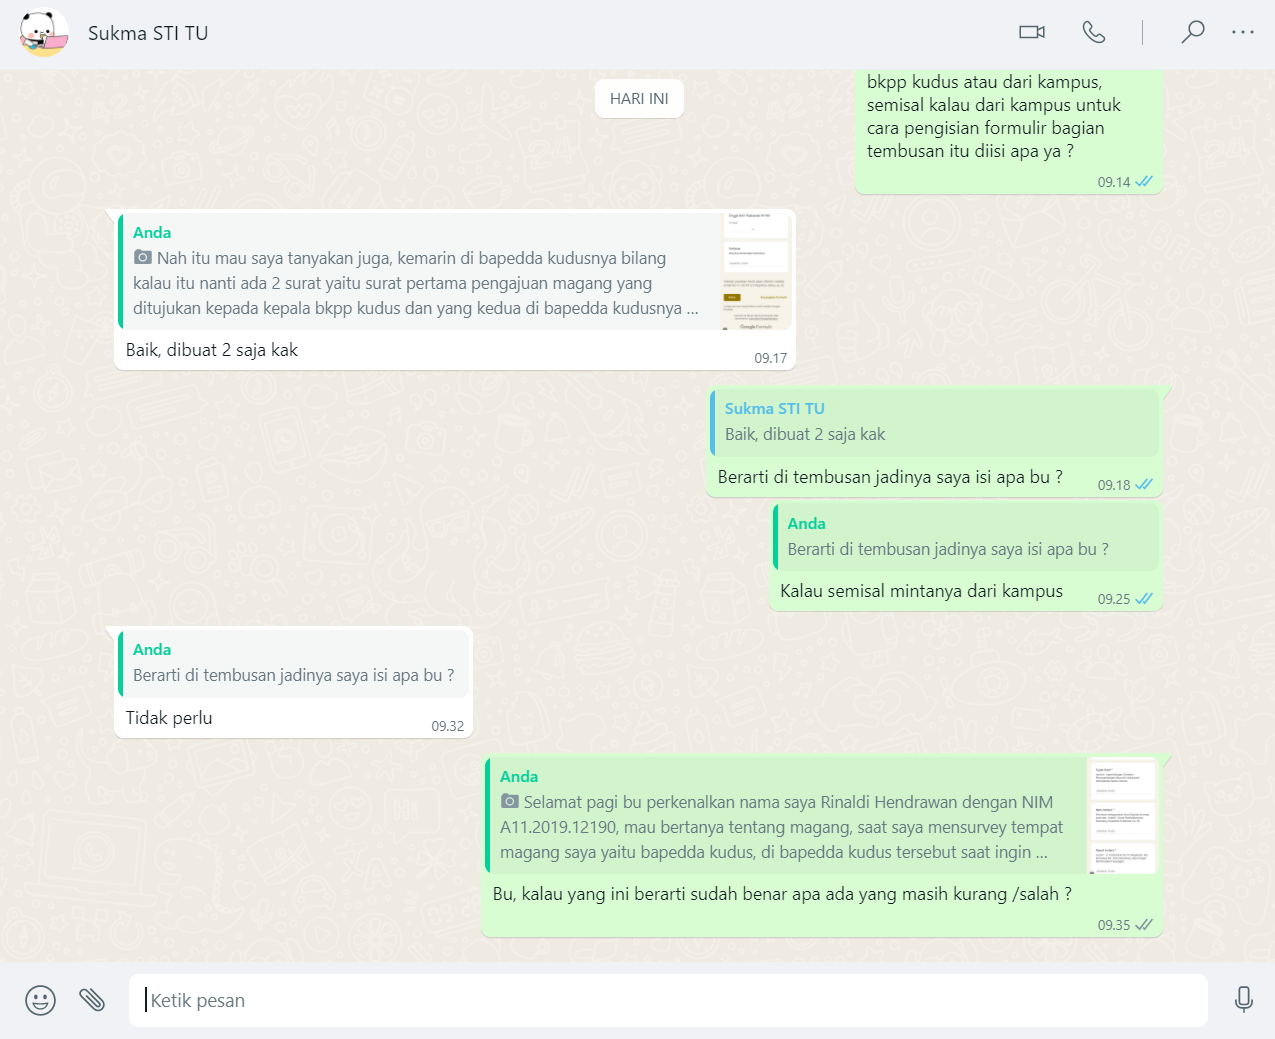 Sukma STI TU
HARI INI
bkpp kudus atau dari kampus,
semisal kalau dari kampus untuk
cara pengisian formulir bagian
tembusan itu diisi apa ya ?
09.14
Anda
Nah itu mau saya tanyakan juga, kemarin di bapedda kudusnya bilang
kalau itu nanti ada 2 surat yaitu surat pertama pengajuan magang yang
ditujukan kepada kepala bkpp kudus dan yang kedua di bapedda kudusnya ...
Google Formulir
Baik, dibuat 2 saja kak
09.17
Sukma STI TU
Baik, dibuat 2 saja kak
Berarti di tembusan jadinya saya isi apa bu ?
09.18
Anda
Berarti di tembusan jadinya saya isi apa bu ?
Kalau semisal mintanya dari kampus
09.25
Anda
Berarti di tembusan jadinya saya isi apa bu ?
Tidak perlu
09.32
Anda
Selamat pagi bu perkenalkan nama saya Rinaldi Hendrawan dengan NIM
A11.2019.12190, mau bertanya tentang magang, saat saya mensurvey tempat
magang saya yaitu bapedda kudus, di bapedda kudus tersebut saat ingin ...
Bu, kalau yang ini berarti sudah benar apa ada yang masih kurang /salah ?
09.35
Ketik pesan